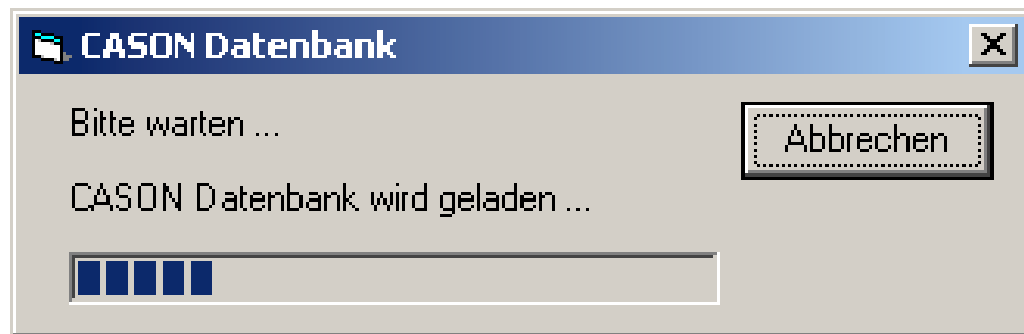 CASON Datenbank
Bitte warten ...
Abbrechen
CASON Datenbank wird geladen ...